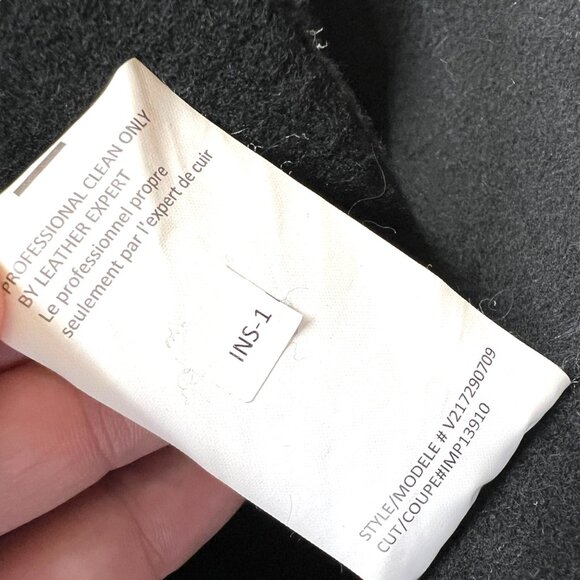 PROFESSIONAL CLEAN ONLY
BY LEATHER EXPERT
Le professionnel propre
seulement par l'expert de cuir
INS-1
STYLE/MODELE # V217290709
CUT/COUPE#IMP13910